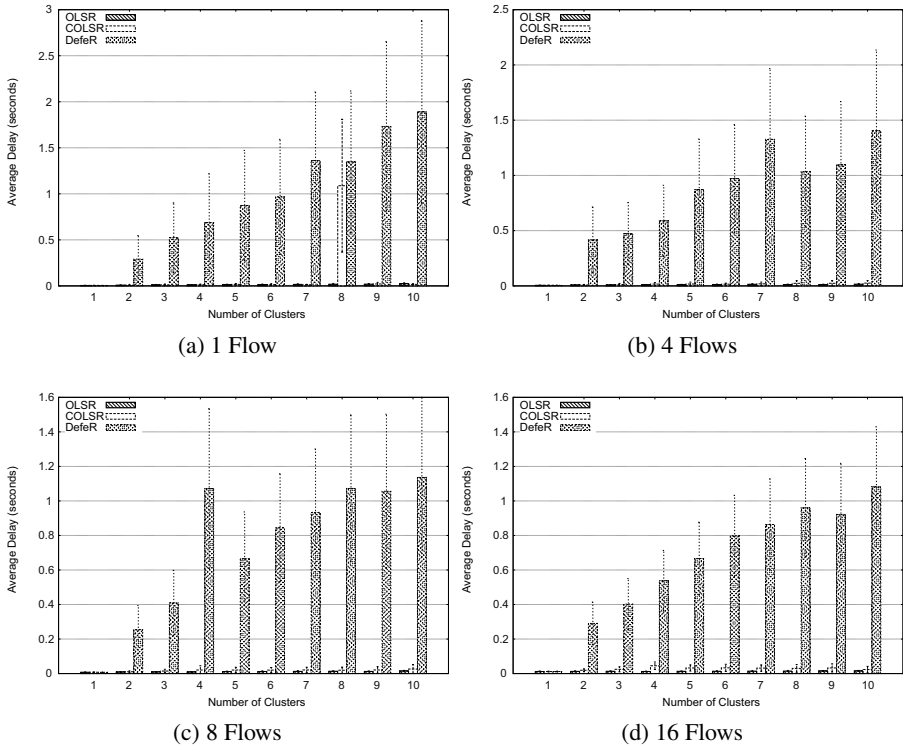 3
2.5
2
1.5
1
0.5
0
Average Delay (seconds)
OLSR
COLSR
DefeR
1 2 3 4 5 6 7 8 9 10
Number of Clusters
(a) 1 Flow
2.5
2
1.5
1
0.5
0
Average Delay (seconds)
OLSR
COLSR
DefeR
1 2 3 4 5 6 7 8 9 10
Number of Clusters
(b) 4 Flows
1.6
1.4
1.2
1
0.8
0.6
0.4
0.2
0
Average Delay (seconds)
OLSR
COLSR
DefeR
1 2 3 4 5 6 7 8 9 10
Number of Clusters
(c) 8 Flows
1.6
1.4
1.2
1
0.8
0.6
0.4
0.2
0
Average Delay (seconds)
OLSR
COLSR
DefeR
1 2 3 4 5 6 7 8 9 10
Number of Clusters
(d) 16 Flows